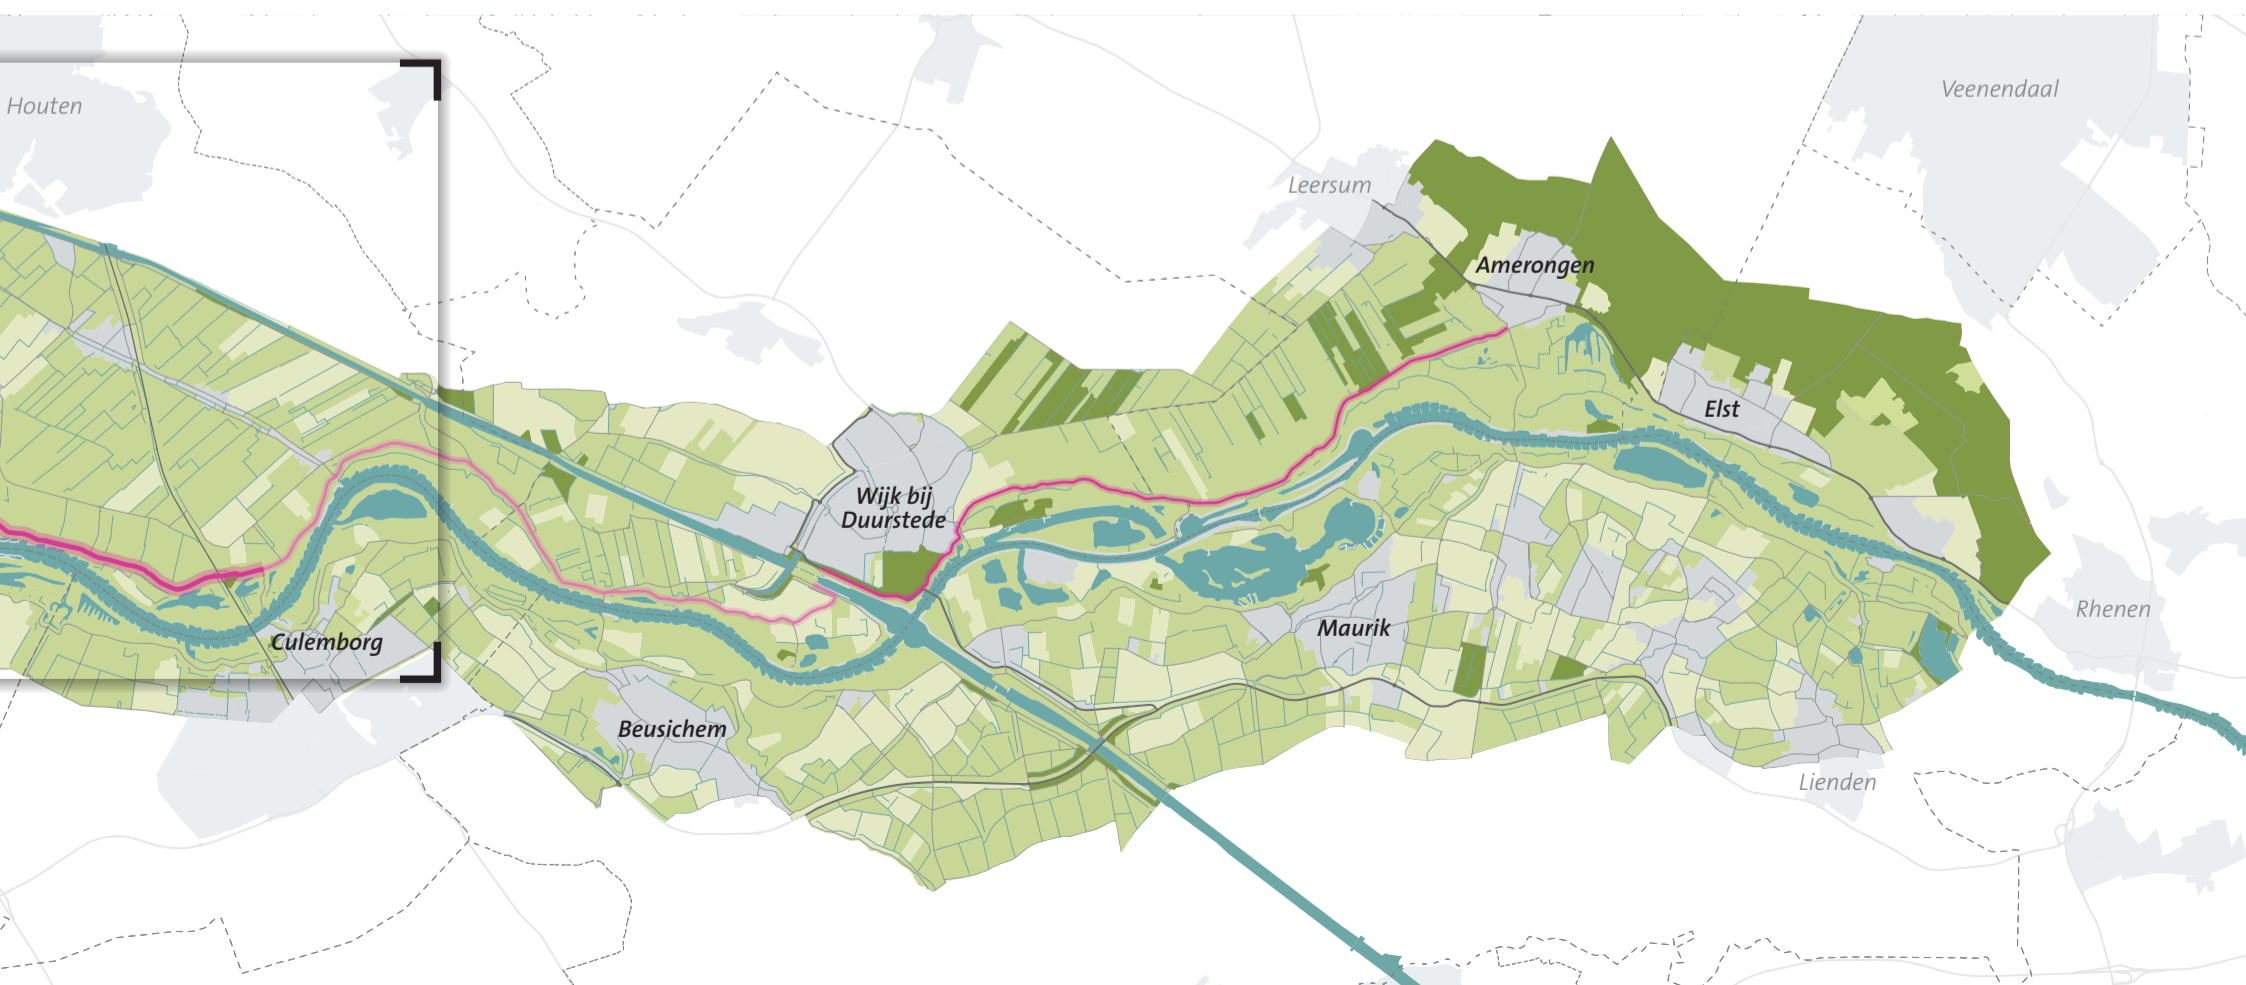 Houten
Veenendaal
Leersum
Amerongen
Elst
Wijk bij
Duurstede
Rhenen
Maurik
Culemborg
Beusichem
Lienden